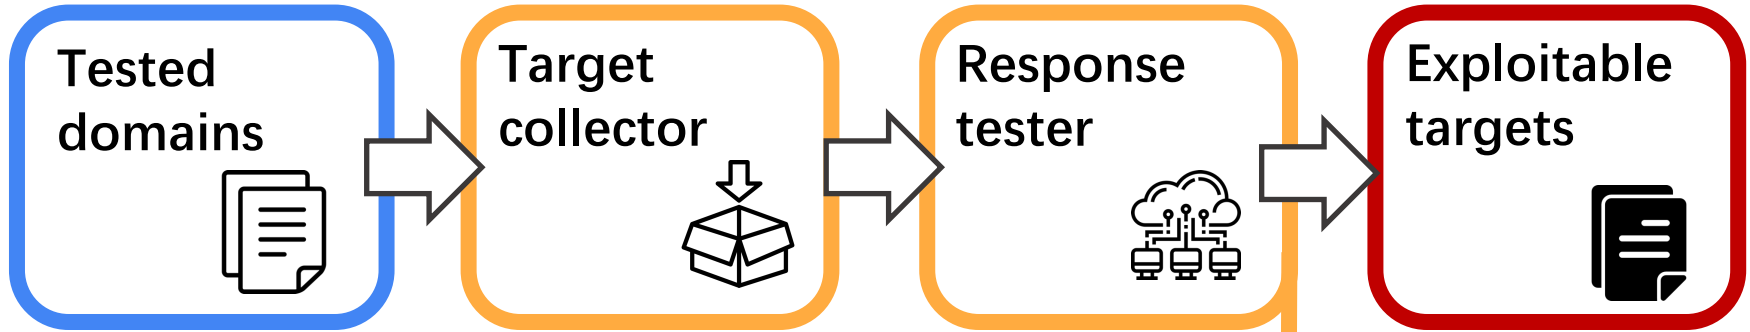 Tested
domains
Target
collector
Response
tester
Exploitable
targets